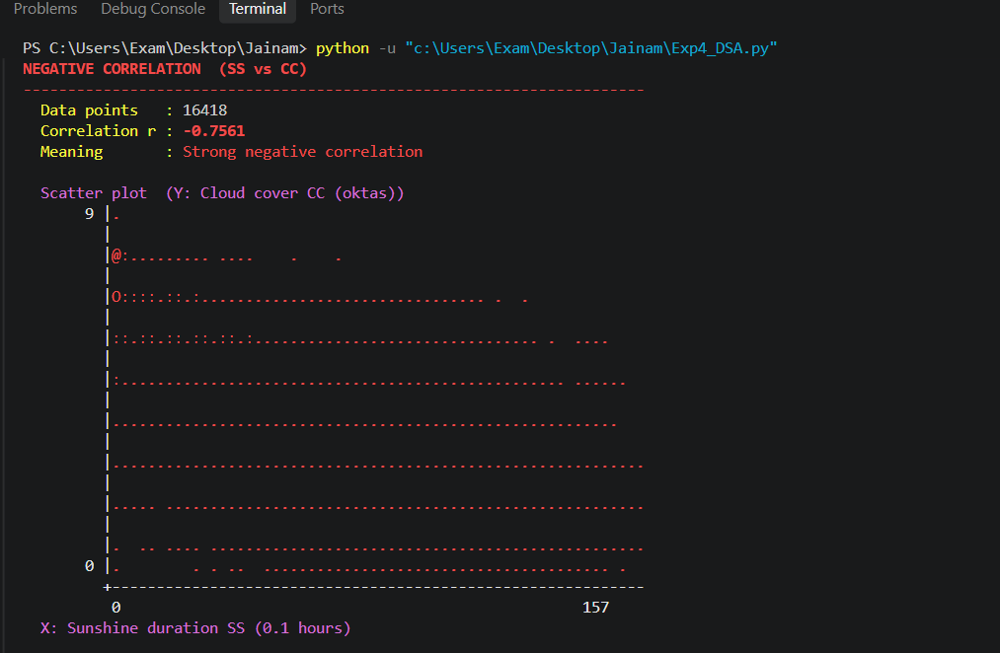 Problems Debug Console Terminal Ports
PS C:\Users\Exam\Desktop\Jainam> python -u "c:\Users\Exam\Desktop\Jainam\Exp4_DSA.py"
NEGATIVE CORRELATION (SS vs CC)
----------------------------------------------------------------------
Data points : 16418
Correlation r : -0.7561
Meaning : Strong negative correlation
Scatter plot (Y: Cloud cover CC (oktas))
9 |.
|
|@:......... ....    .    .
|
|O::::.::.:................................ .  .
|
|::.::.::.::.::.:................................ .  ....
|
|:.................................................. ......
|
|.........................................................
|
|............................................................
|
|..... ......................................................
|
|.  .. .... .................................................
0 |.        . . ..  ....................................... .
+------------------------------------------------------------
0 157
X: Sunshine duration SS (0.1 hours)